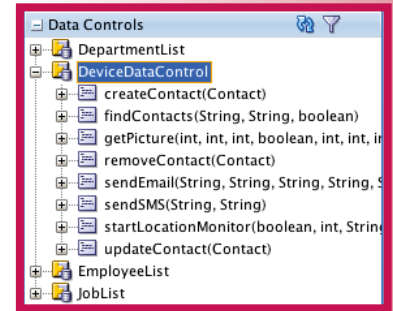 Data Controls
DepartmentList
DeviceDataControl
createContact(Contact)
findContacts(String, String, boolean)
getPicture(int, int, int, boolean, int, int, i
removeContact(Contact)
sendEmail(String, String, String, String, S
sendSMS(String, String)
startLocationMonitor(boolean, int, String
updateContact(Contact)
EmployeeList
JobList